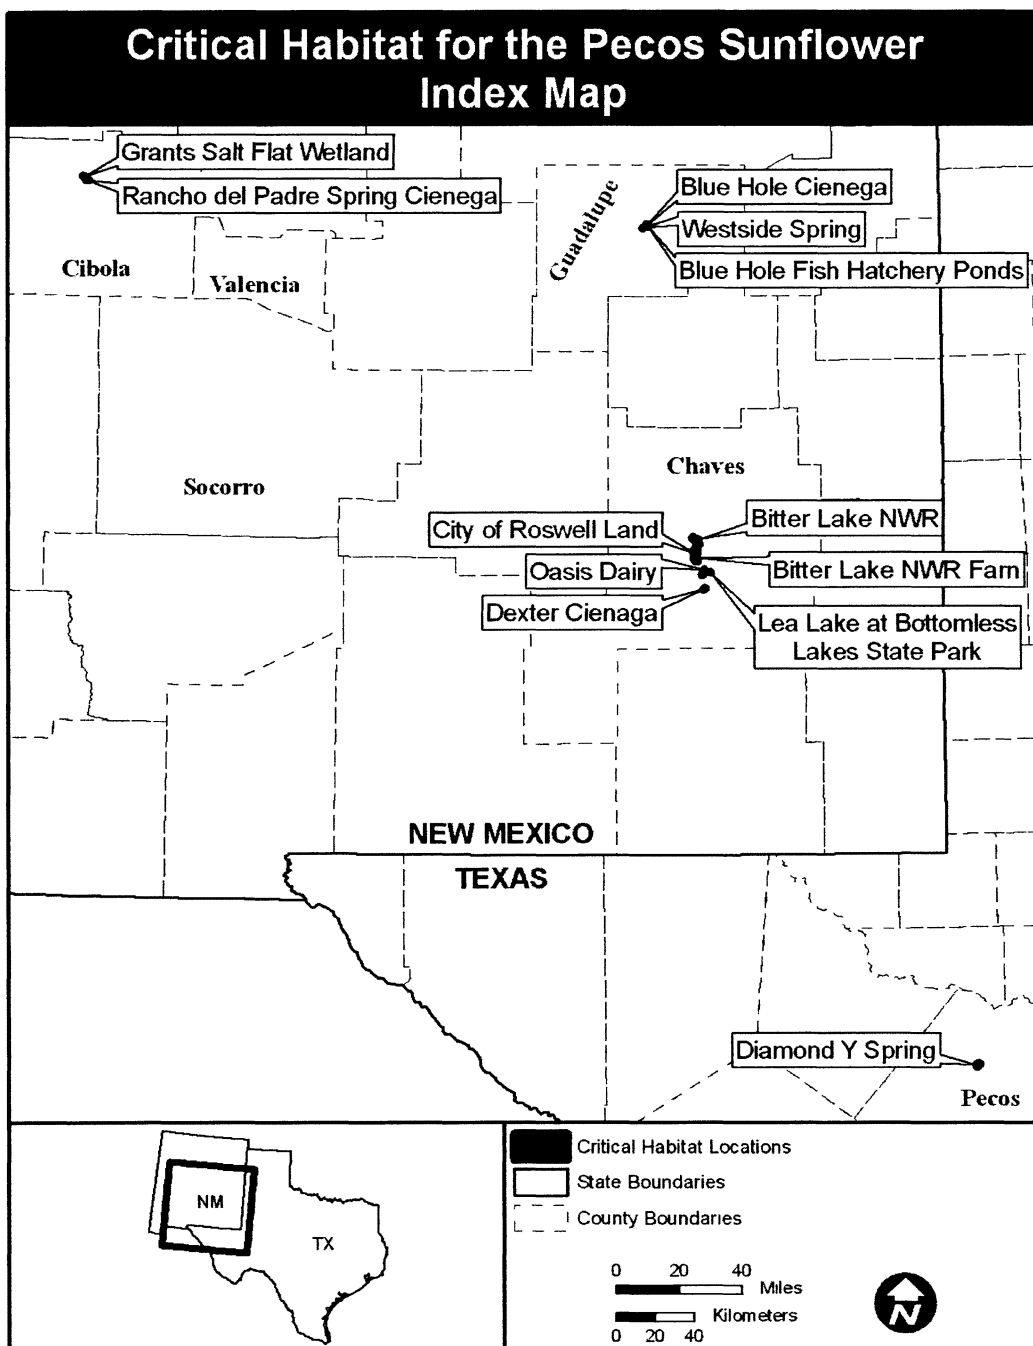 Critical Habitat for the Pecos Sunflower
Index Map
Grants Salt Flat Wetland
Rancho del Padre Spring Cienega
Guadalupe
Blue Hole Cienega
Westside Spring
Blue Hole Fish Hatchery Ponds
Cibola
Valencia
Socorro
Chaves
City of Roswell Land
Bitter Lake NWR
Oasis Dairy
Bitter Lake NWR Farm
Dexter Cienaga
Lea Lake at Bottomless
Lakes State Park
NEW MEXICO
TEXAS
Diamond Y Spring
Pecos
NM
TX
Critical Habitat Locations
State Boundaries
County Boundaries
0 20 40
Miles
Kilometers
0 20 40
N